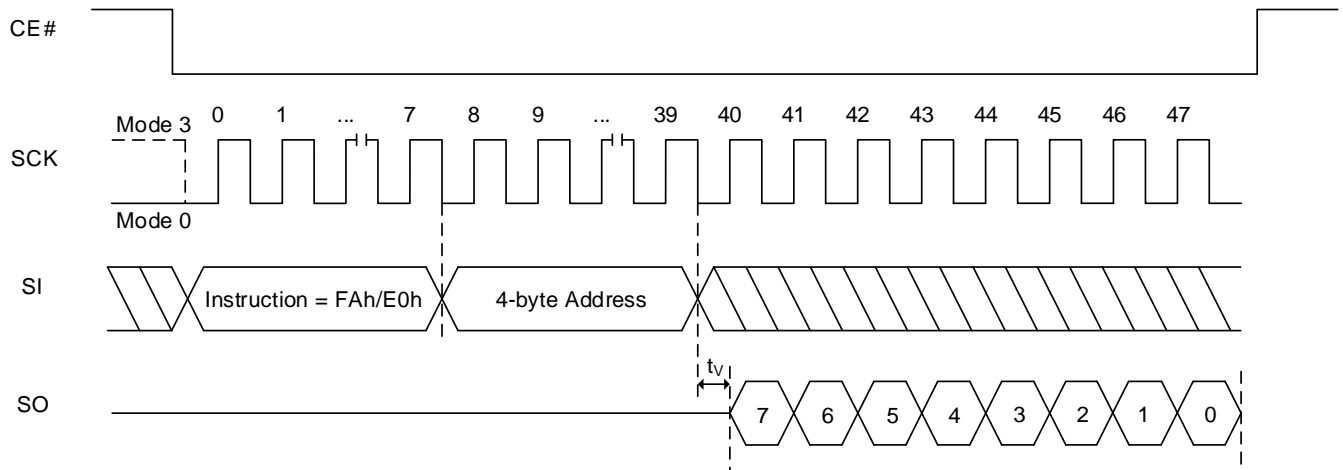 CE#
0 1 ... 7 8 9 ... 39 40 41 42 43 44 45 46 47
Mode 3
SCK
Mode 0
SI
Instruction = FAh/E0h 4-byte Address
tV
SO
7 6 5 4 3 2 1 0